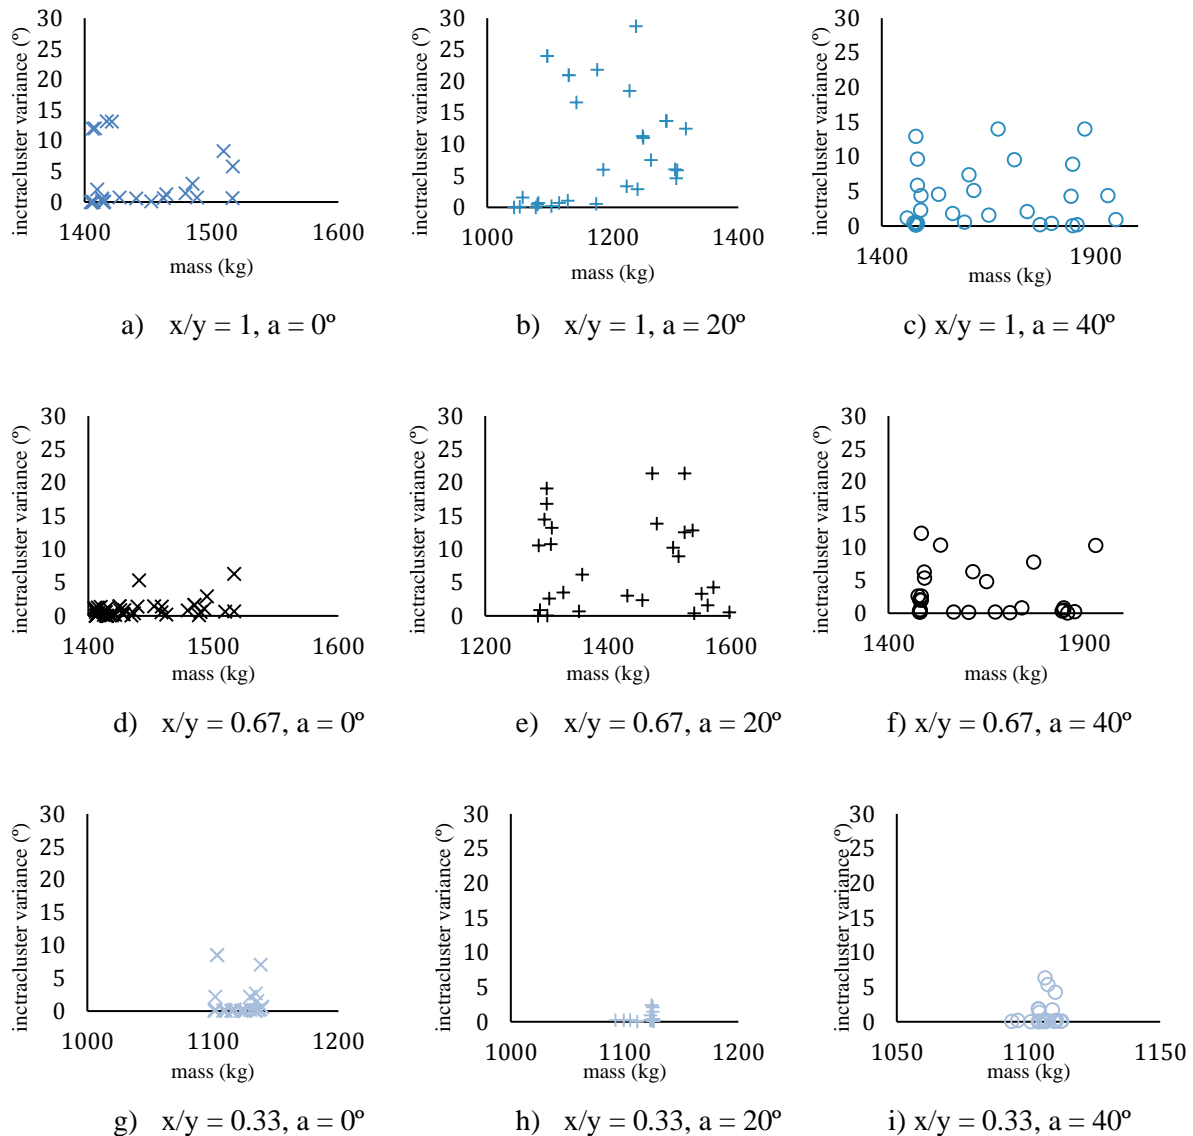 inctracluster variance (º)
30
25
20
15
10
5
0
1400 1500 1600
mass (kg)
a) x/y = 1, a = 0º
inctracluster variance (º)
30
25
20
15
10
5
0
1000 1200 1400
mass (kg)
b) x/y = 1, a = 20º
inctracluster variance (º)
30
25
20
15
10
5
0
1400 1900
mass (kg)
c) x/y = 1, a = 40º
inctracluster variance (º)
30
25
20
15
10
5
0
1400 1500 1600
mass (kg)
d) x/y = 0.67, a = 0º
inctracluster variance (º)
30
25
20
15
10
5
0
1200 1400 1600
mass (kg)
e) x/y = 0.67, a = 20º
inctracluster variance (º)
30
25
20
15
10
5
0
1400 1900
mass (kg)
f) x/y = 0.67, a = 40º
inctracluster variance (º)
30
25
20
15
10
5
0
1000 1100 1200
mass (kg)
g) x/y = 0.33, a = 0º
inctracluster variance (º)
30
25
20
15
10
5
0
1000 1100 1200
mass (kg)
h) x/y = 0.33, a = 20º
inctracluster variance (º)
30
25
20
15
10
5
0
1050 1100 1150
mass (kg)
i) x/y = 0.33, a = 40º